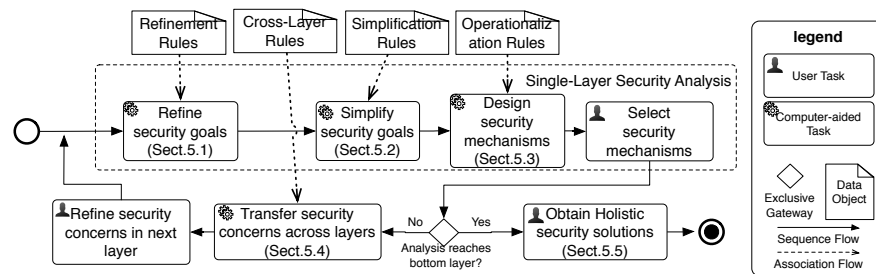 Refinement
Rules
Cross-Layer
Rules
Simplification
Rules
Operationaliz
ation Rules
legend
Single-Layer Security Analysis
User Task
Refine
security goals
(Sect.5.1)
Simplify
security goals
(Sect.5.2)
Design
security
mechanisms
(Sect.5.3)
Select
security
mechanisms
Computer-aided
Task
Exclusive
Gateway
Data
Object
Refine security
concerns in next
layer
Transfer security
concerns across layers
(Sect.5.4)
No
Yes
Analysis reaches
bottom layer?
Obtain Holistic
security solutions
(Sect.5.5)
Sequence Flow
Association Flow